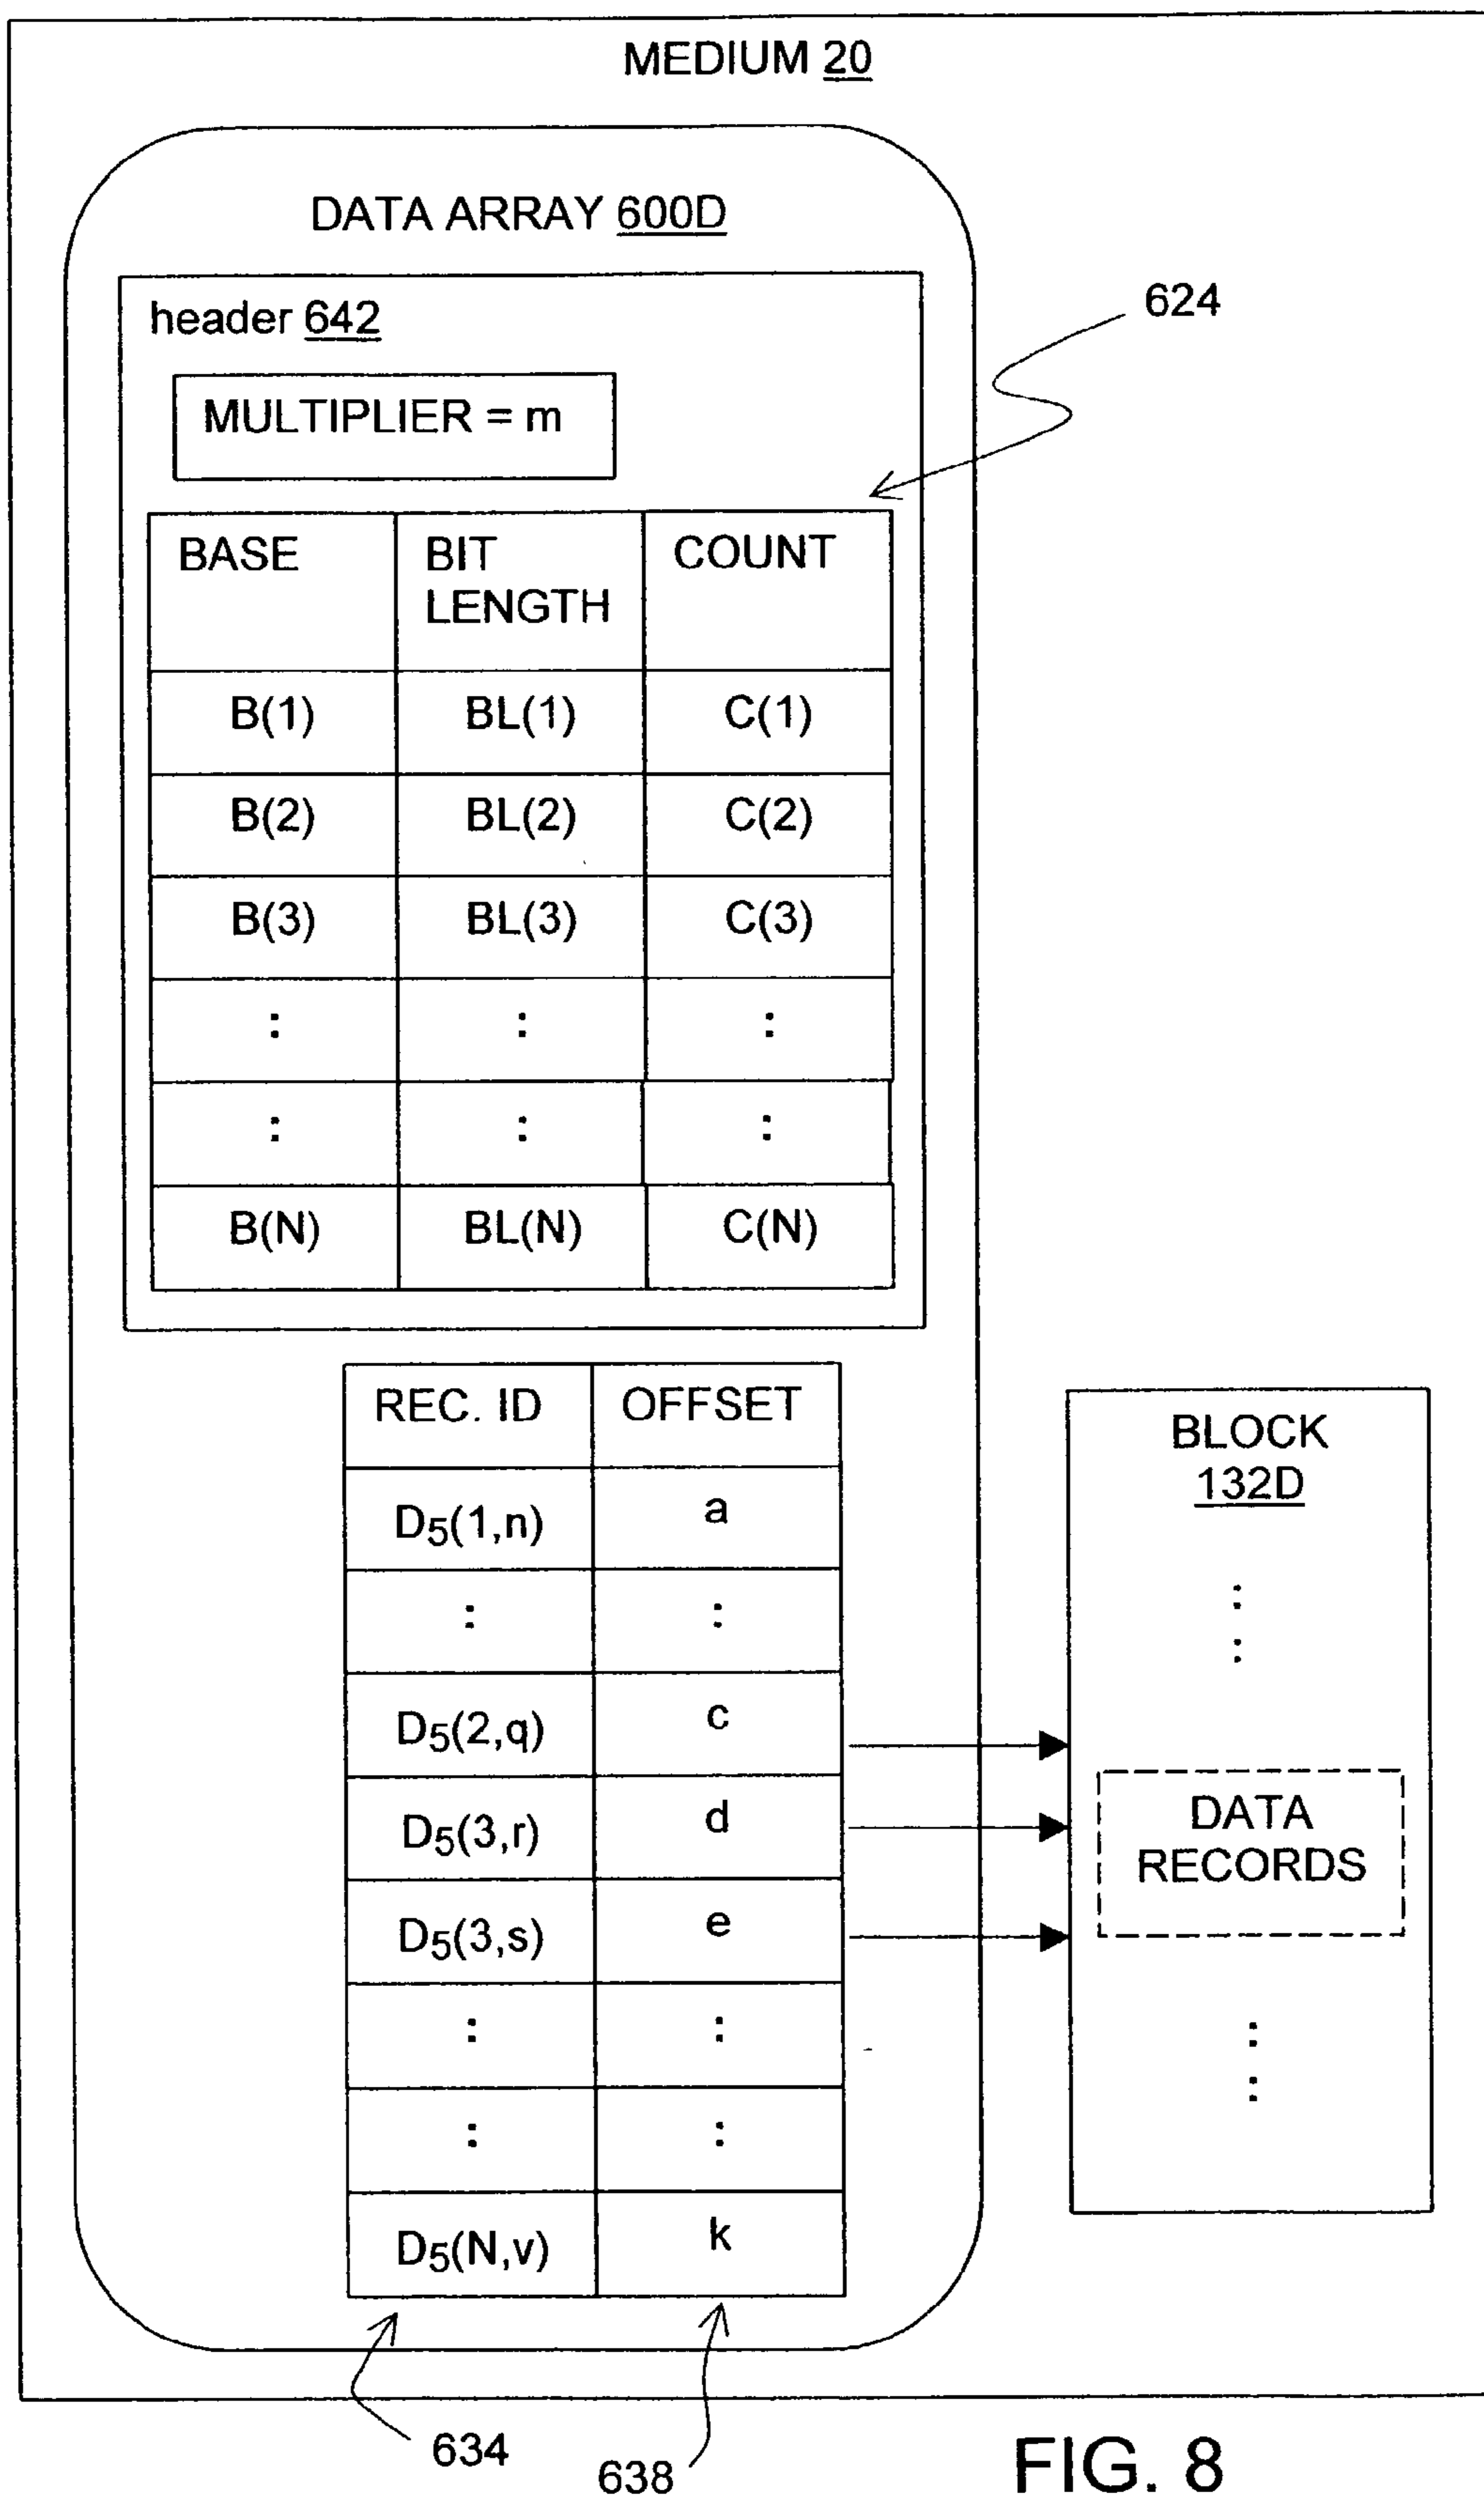 MEDIUM 20
DATA ARRAY 600D
header 642
624
MULTIPLIER = m
BASE BIT LENGTH COUNT
B(1) BL(1) C(1)
B(2) BL(2) C(2)
B(3) BL(3) C(3)
: : :
: : :
B(N) BL(N) C(N)
REC. ID OFFSET
D5(1,n) a
: :
D5(2,q) c
D5(3,r) d
D5(3,s) e
: :
: :
D5(N,v) k
BLOCK
132D
:
:
DATA
RECORDS
:
:
634
638
FIG. 8